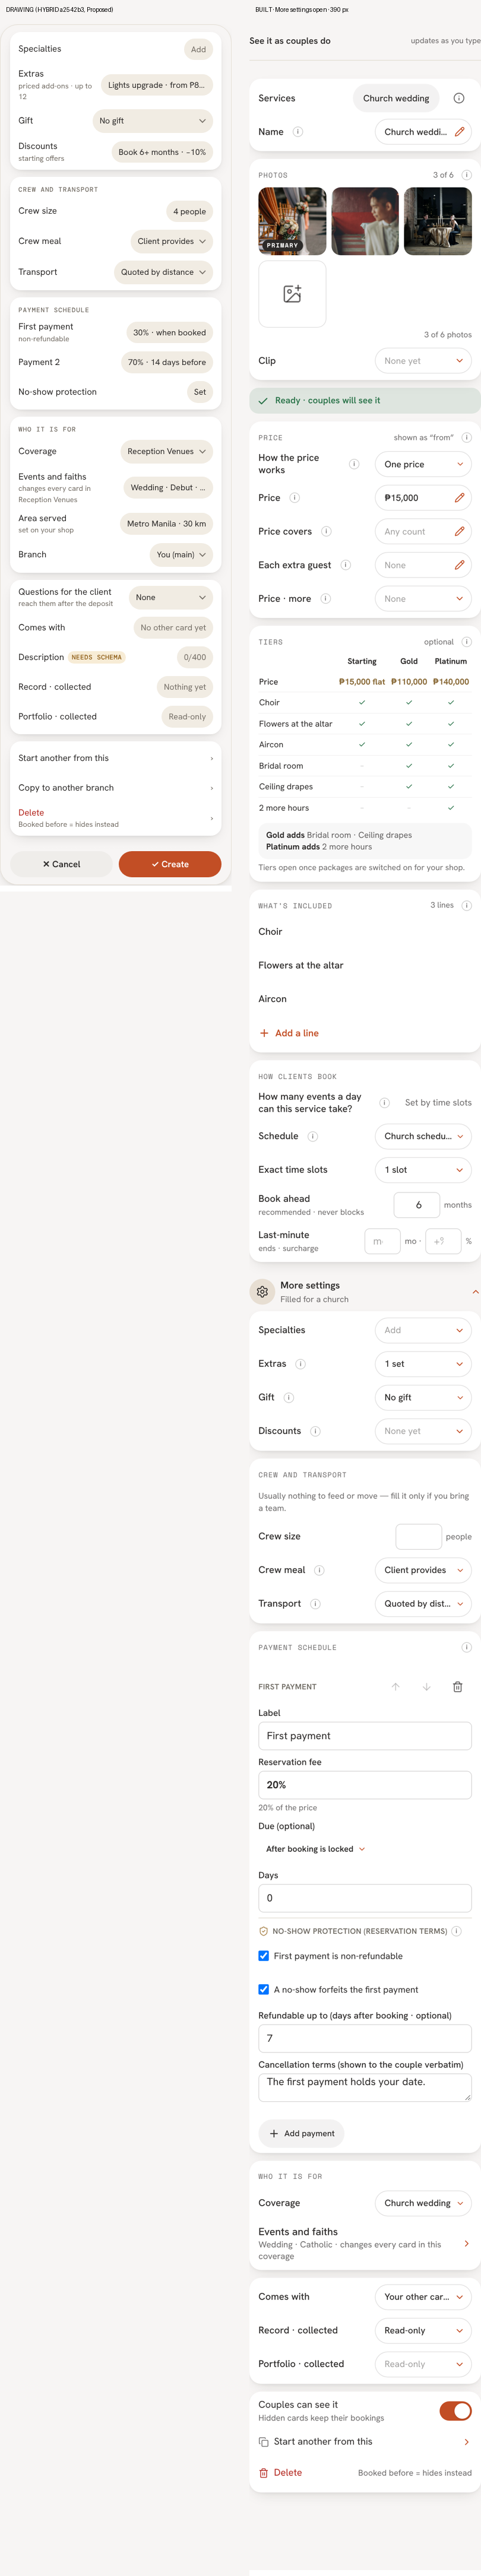 DRAWING (HYBRID a2542b3, Proposed)
Specialties
Add
Extras
priced add-ons · up to 12
Lights upgrade · from P8...
Gift
No gift
Discounts
starting offers
Book 6+ months · −10%
CREW AND TRANSPORT
Crew size
4 people
Crew meal
Client provides
Transport
Quoted by distance
PAYMENT SCHEDULE
First payment
non-refundable
30% · when booked
Payment 2
70% · 14 days before
No-show protection
Set
WHO IT IS FOR
Coverage
Reception Venues
Events and faiths
changes every card in
Reception Venues
Wedding · Debut · ...
Area served
set on your shop
Metro Manila · 30 km
Branch
You (main)
Questions for the client
reach them after the deposit
None
Comes with
No other card yet
Description
NEEDS SCHEMA
0/400
Record · collected
Nothing yet
Portfolio · collected
Read-only
Start another from this
Copy to another branch
Delete
Booked before = hides instead
✕ Cancel
✓ Create
BUILT · More settings open · 390 px
See it as couples do
updates as you type
Services
Church wedding
Name
Church weddi...
PHOTOS
3 of 6
PRIMARY
3 of 6 photos
Clip
None yet
Ready · couples will see it
PRICE
shown as “from”
How the price
works
One price
Price
₱15,000
Price covers
Any count
Each extra guest
None
Price · more
None
TIERS
optional
Starting Gold Platinum
Price ₱15,000 flat ₱110,000 ₱140,000
Choir ✓ ✓ ✓
Flowers at the altar ✓ ✓ ✓
Aircon ✓ ✓ ✓
Bridal room - ✓ ✓
Ceiling drapes - ✓ ✓
2 more hours - - ✓
Gold adds Bridal room · Ceiling drapes
Platinum adds 2 more hours
Tiers open once packages are switched on for your shop.
WHAT'S INCLUDED
3 lines
Choir
Flowers at the altar
Aircon
+ Add a line
HOW CLIENTS BOOK
How many events a day
can this service take?
Set by time slots
Schedule
Church schedu...
Exact time slots
1 slot
Book ahead
recommended · never blocks
6 months
Last-minute
ends · surcharge
mo ·
%
More settings
Filled for a church
Specialties
Add
Extras
1 set
Gift
No gift
Discounts
None yet
CREW AND TRANSPORT
Usually nothing to feed or move — fill it only if you bring
a team.
Crew size
people
Crew meal
Client provides
Transport
Quoted by dist...
PAYMENT SCHEDULE
FIRST PAYMENT
Label
First payment
Reservation fee
20%
20% of the price
Due (optional)
After booking is locked
Days
0
NO-SHOW PROTECTION (RESERVATION TERMS)
First payment is non-refundable
A no-show forfeits the first payment
Refundable up to (days after booking · optional)
7
Cancellation terms (shown to the couple verbatim)
The first payment holds your date.
+ Add payment
WHO IT IS FOR
Coverage
Church wedding
Events and faiths
Wedding · Catholic · changes every card in this
coverage
Comes with
Your other car...
Record · collected
Read-only
Portfolio · collected
Read-only
Couples can see it
Hidden cards keep their bookings
Start another from this
Delete
Booked before = hides instead